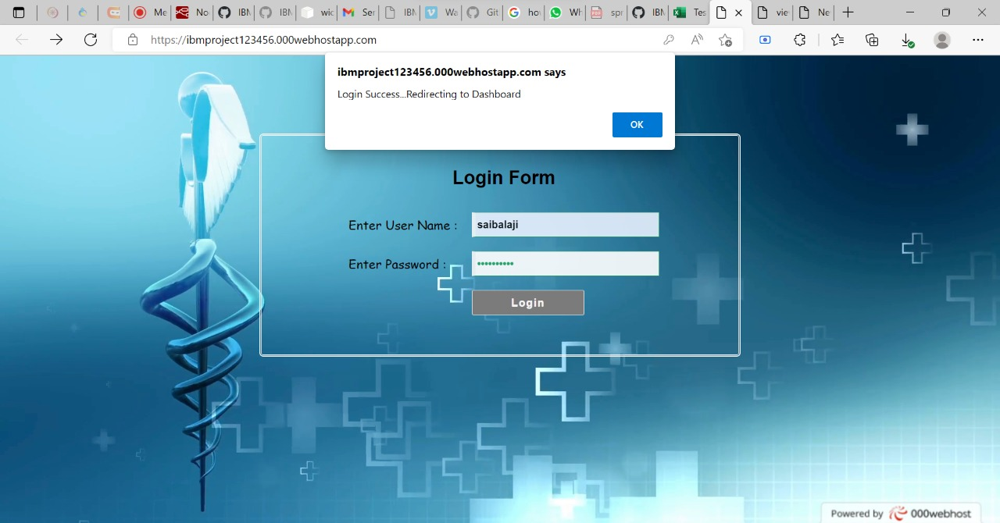 Me
No
IBM
IBM
wic
Ser
IBM
Wa
Git
ho
Wh
spr
IBM
Tes
vie
Ne
https://ibmproject123456.000webhostapp.com
ibmproject123456.000webhostapp.com says
Login Success...Redirecting to Dashboard
OK
Login Form
Enter User Name :
saibalaji
Enter Password :
Login
Powered by 000webhost